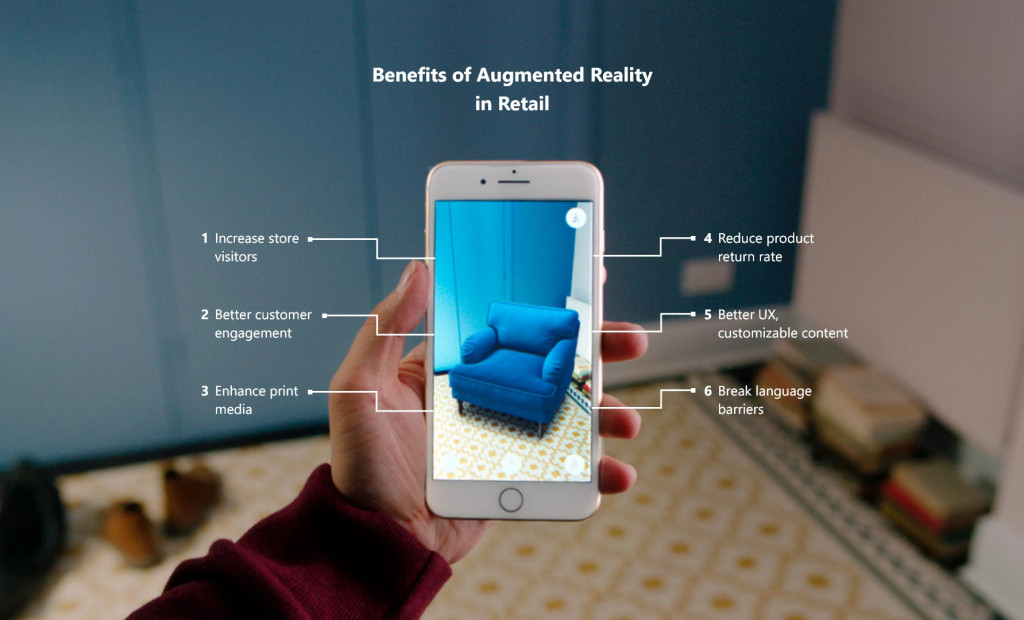 Benefits of Augmented Reality
in Retail
1 Increase store
visitors
2 Better customer
engagement
3 Enhance print
media
4 Reduce product
return rate
5 Better UX,
customizable content
6 Break language
barriers